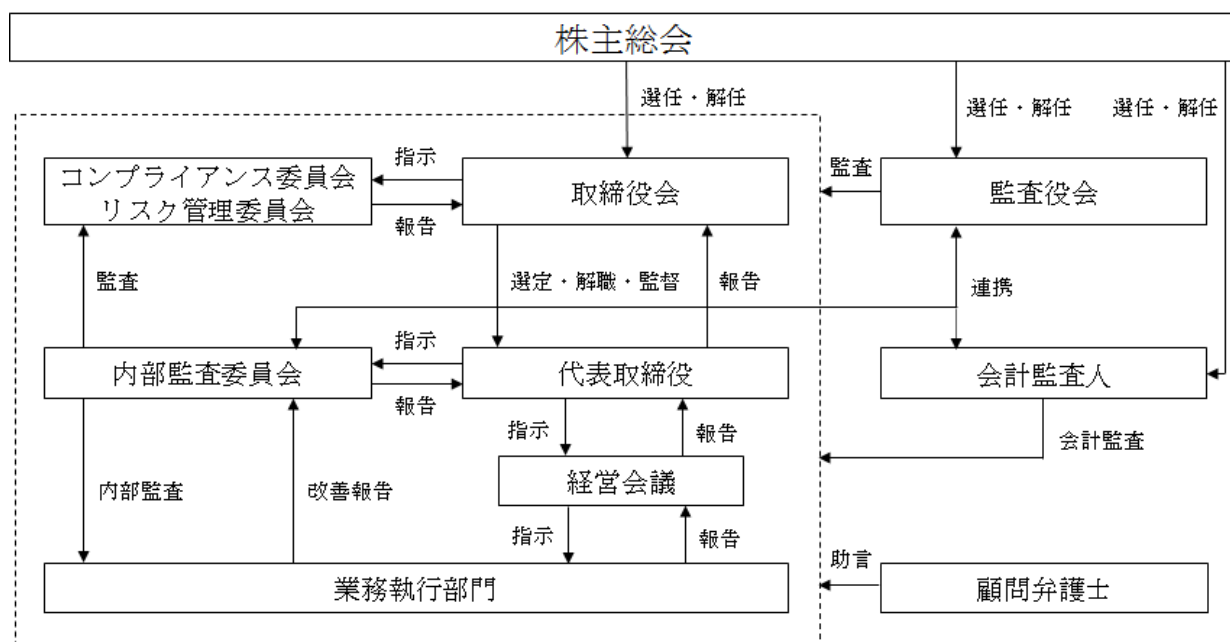 株主総会
選任・解任
選任・解任
選任・解任
コンプライアンス委員会
リスク管理委員会
指示
報告
取締役会
監査
監査役会
監査
選定・解職・監督
報告
連携
内部監査委員会
指示
報告
代表取締役
会計監査人
指示
報告
会計監査
経営会議
内部監査
改善報告
指示
報告
業務執行部門
助言
顧問弁護士